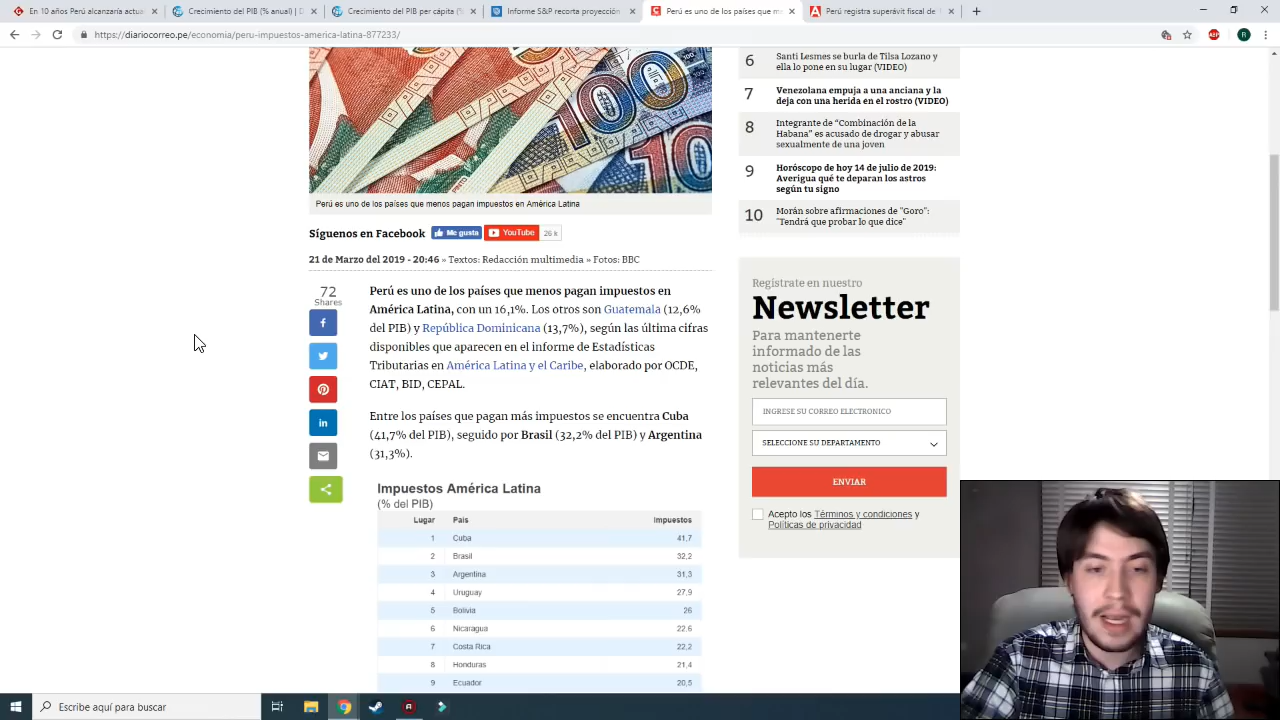 En 10 años Perú alcanzaría actua
Crecimiento del PIB (% anual) | D
Crecimiento del PIB per cápita (%
Informe S&P recorta proyección
Perú es uno de los países que me
Perú registra superávit fiscal de
https://diariocorreo.pe/economia/peru-impuestos-america-latina-877233/
ABP
R
100
10
Perú es uno de los países que menos pagan impuestos en América Latina
Síguenos en Facebook
Me gusta
YouTube
26 k
21 de Marzo del 2019 - 20:46 » Textos: Redacción multimedia » Fotos: BBC
72
Shares
Perú es uno de los países que menos pagan impuestos en
América Latina, con un 16,1%. Los otros son Guatemala (12,6%
del PIB) y República Dominicana (13,7%), según las última cifras
disponibles que aparecen en el informe de Estadísticas
Tributarias en América Latina y el Caribe, elaborado por OCDE,
CIAT, BID, CEPAL.
Entre los países que pagan más impuestos se encuentra Cuba
(41,7% del PIB), seguido por Brasil (32,2% del PIB) y Argentina
(31,3%).
Impuestos América Latina
(% del PIB)
Lugar País Impuestos
1 Cuba 41,7
2 Brasil 32,2
3 Argentina 31,3
4 Uruguay 27,9
5 Bolivia 26
6 Nicaragua 22,6
7 Costa Rica 22,2
8 Honduras 21,4
9 Ecuador 20,5
6 Santi Lesmes se burla de Tilsa Lozano y
ella lo pone en su lugar (VIDEO)
7 Venezolana empuja a una anciana y la
deja con una herida en el rostro (VIDEO)
8 Integrante de “Combinación de la
Habana” es acusado de drogar y abusar
sexualmente de una joven
9 Horóscopo de hoy 14 de julio de 2019:
Averigua qué te deparan los astros
según tu signo
10 Morán sobre afirmaciones de "Goro":
"Tendrá que probar lo que dice"
Registrate en nuestro
Newsletter
Para mantenerte
informado de las
noticias más
relevantes del día.
INGRESE SU CORREO ELECTRONICO
SELECCIONE SU DEPARTAMENTO
ENVIAR
Acepto los Términos y condiciones y
Políticas de privacidad
Escribe aquí para buscar